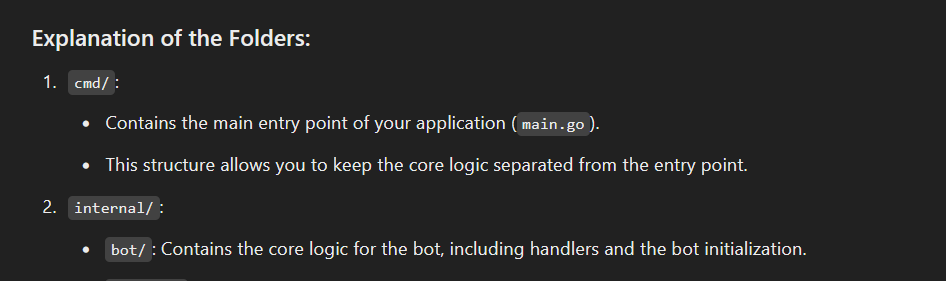 Explanation of the Folders:
1. cmd/:
• Contains the main entry point of your application (main.go).
• This structure allows you to keep the core logic separated from the entry point.
2. internal/:
• bot/: Contains the core logic for the bot, including handlers and the bot initialization.